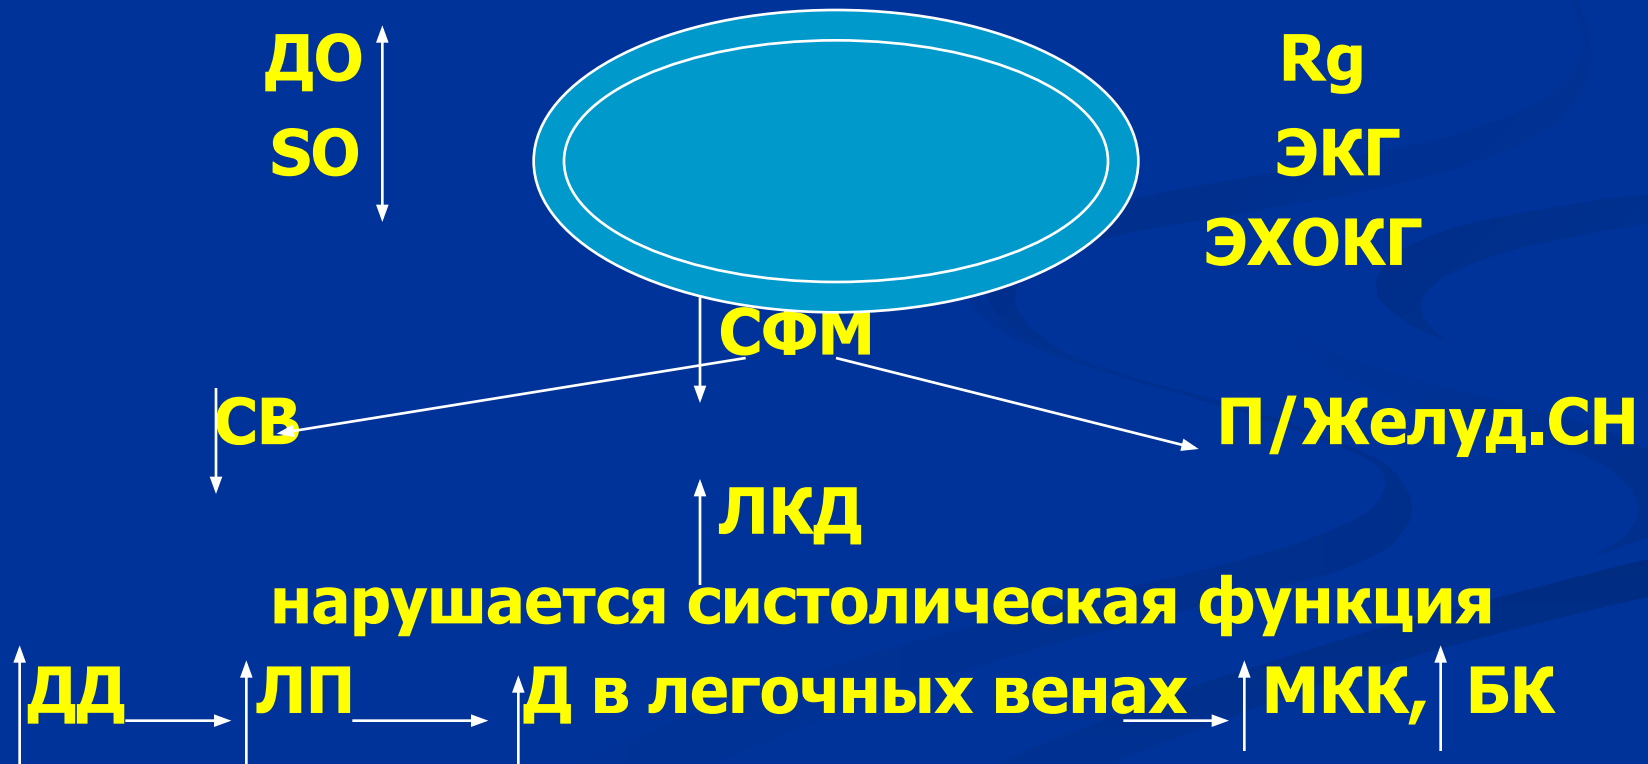 ДО
Rg
SO
ЭКГ
ЭХОКГ
СФМ
СВ
П/Желуд.СН
ЛКД
нарушается систолическая функция
ДД ЛП Д в легочных венах МКК, БК